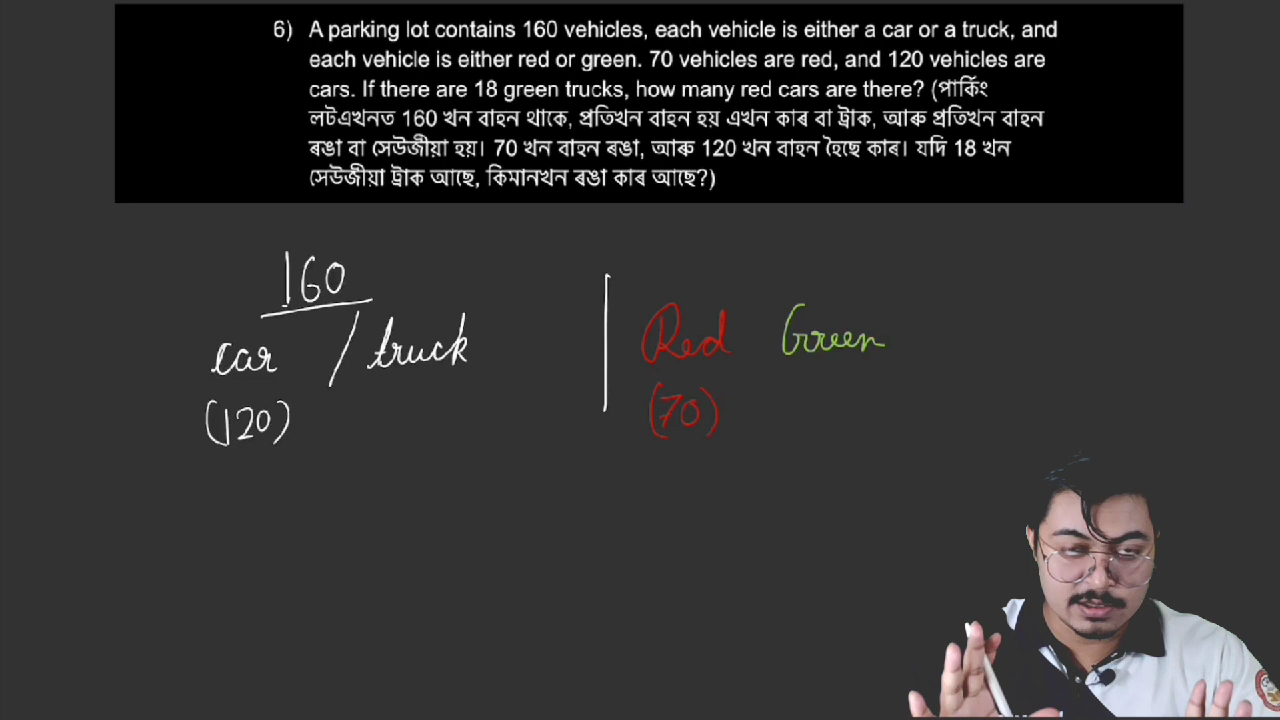 6) A parking lot contains 160 vehicles, each vehicle is either a car or a truck, and
each vehicle is either red or green. 70 vehicles are red, and 120 vehicles are
cars. If there are 18 green trucks, how many red cars are there? (পাৰ্কিং
লটএখনত 160 খন বাহন থাকে, প্ৰতিখন বাহন হয় এখন কাৰ বা ট্ৰাক, আৰু প্ৰতিখন বাহন
ৰঙা বা সেউজীয়া হয়। 70 খন বাহন ৰঙা, আৰু 120 খন বাহন হৈছে কাৰ। যদি 18 খন
সেউজীয়া ট্ৰাক আছে, কিমানখন ৰঙা কাৰ আছে?)
160
car / truck
(120)
Red Green
(70)